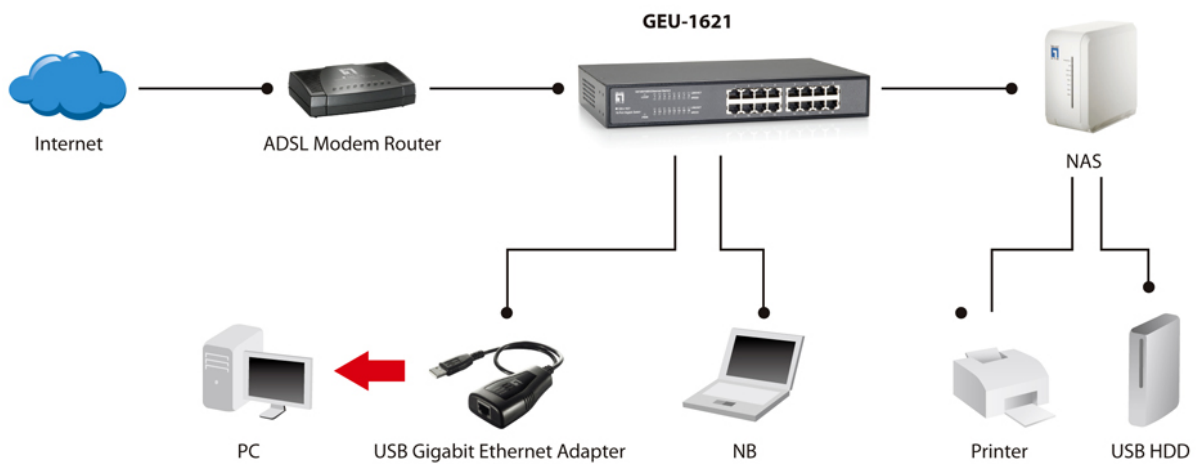 GEU-1621
Internet
ADSL Modem Router
NAS
PC
USB Gigabit Ethernet Adapter
NB
Printer
USB HDD